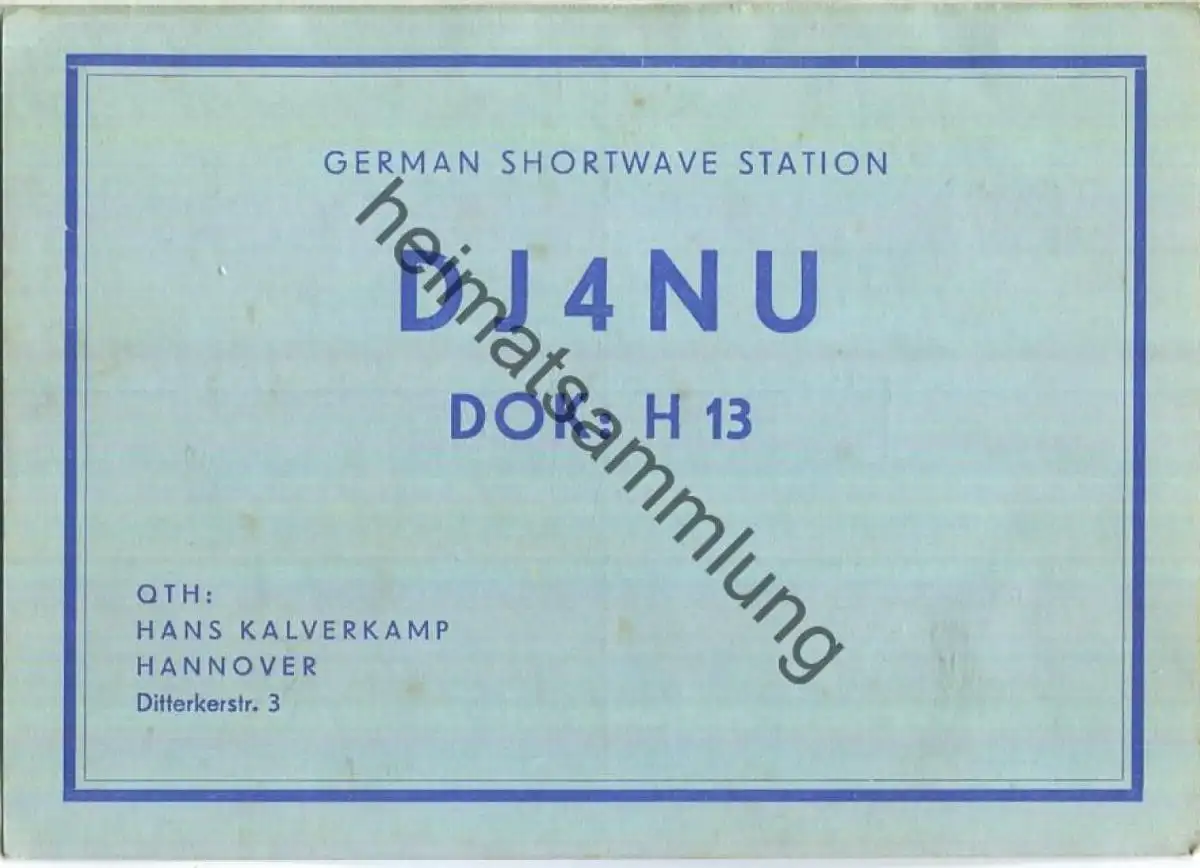 GERMAN SHORTWAVE STATION
DJ4NU
DOK: H 13
heimatsammlung
QTH:
HANS KALVERKAMP
HANNOVER
Ditterkerstr. 3